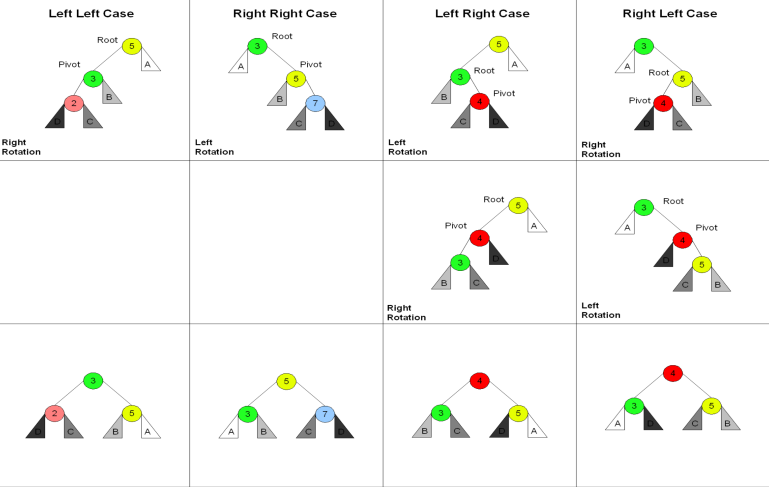 Left Left Case
Right Right Case
Left Right Case
Right Left Case
Root
5
A
Pivot
3
B
2
D
C
Right
Rotation
3
Root
A
Pivot
5
B
7
C
D
Left
Rotation
5
A
3
Root
B
Pivot
4
C
D
Left
Rotation
3
A
Root
5
B
Pivot
4
D
C
Right
Rotation
Root
5
A
Pivot
4
D
3
B
C
Right
Rotation
3
Root
A
Pivot
4
D
5
C
B
Left
Rotation
3
2
5
D
C
B
A
5
3
7
A
B
C
D
4
3
5
B
C
D
A
4
3
5
A
D
C
B